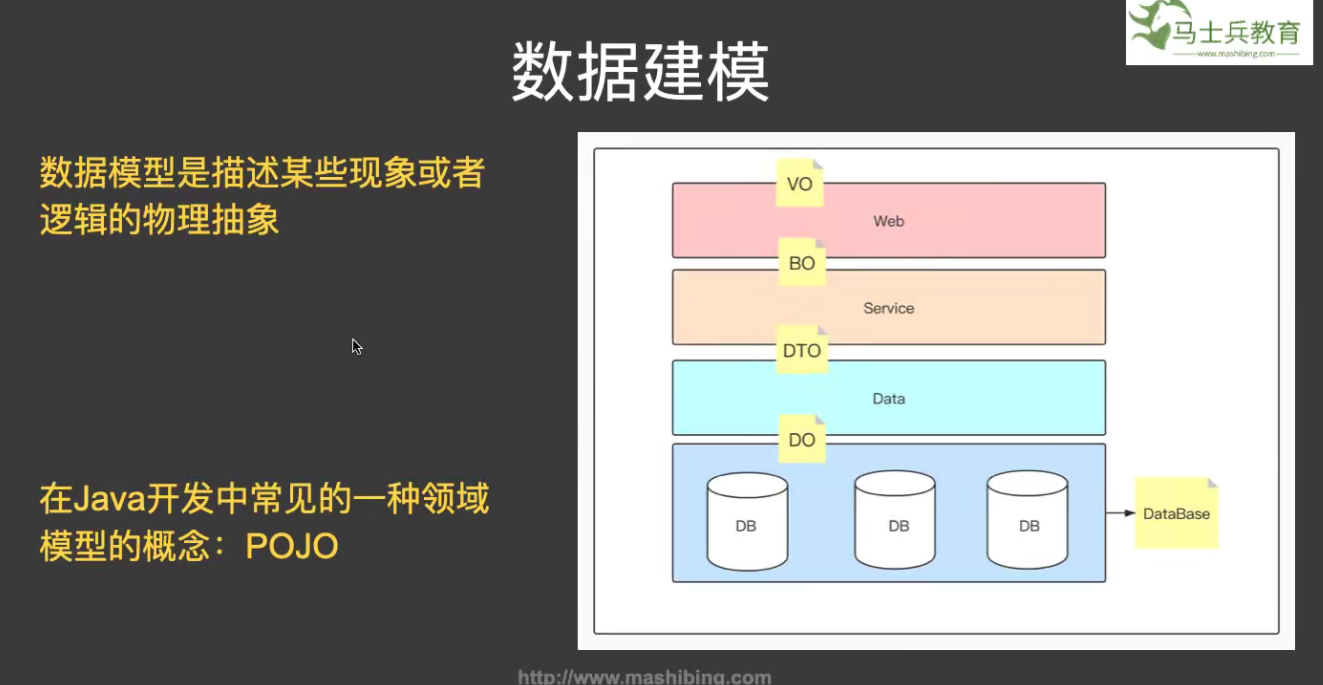 马士兵教育
www.mashibing.com
数据建模
数据模型是描述某些现象或者
逻辑的物理抽象
在Java开发中常见的一种领域
模型的概念：POJO
VO
Web
BO
Service
DTO
Data
DO
DB
DB
DB
DataBase
http://www.mashibing.com